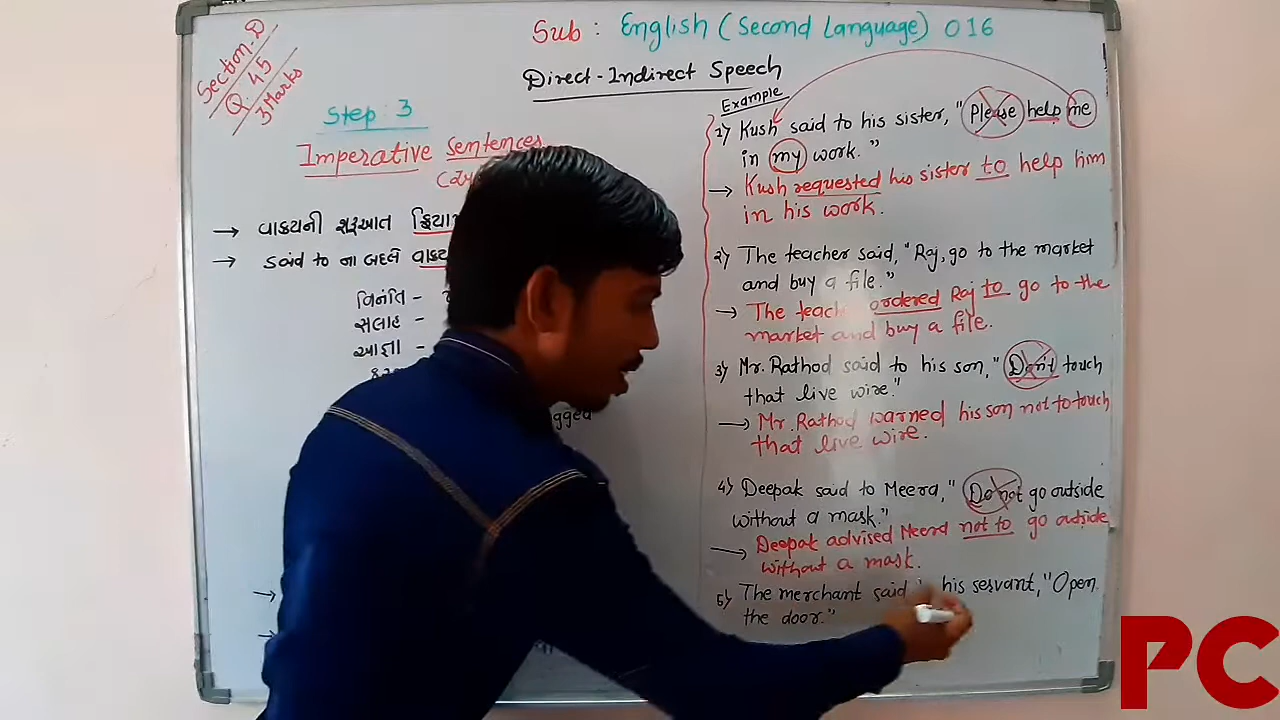 Section. D
Q. 45
3 Marks
Sub : English (Second Language) 016
Direct - Indirect Speech
Step : 3
Imperative sentences
→ વાક્યની શરૂઆત
→ said to ના બદલે
વિનંતિ -
સલાહ -
આજ્ઞા -
Example
1) Kush said to his sister, "Please help me
in my work."
→ Kush requested his sister to help him
in his work.
2) The teacher said, "Raj, go to the market
and buy a file."
→ The teach ordered Raj to go to the
market and buy a file.
3) Mr. Rathod said to his son, "Don't touch
that live wire."
→ Mr. Rathod warned his son not to touch
that live wire.
4) Deepak said to Meera, "Do not go outside
without a mask."
→ Deepak advised Meera not to go outside
without a mask.
5) The merchant said his servant, "Open
the door."
PC